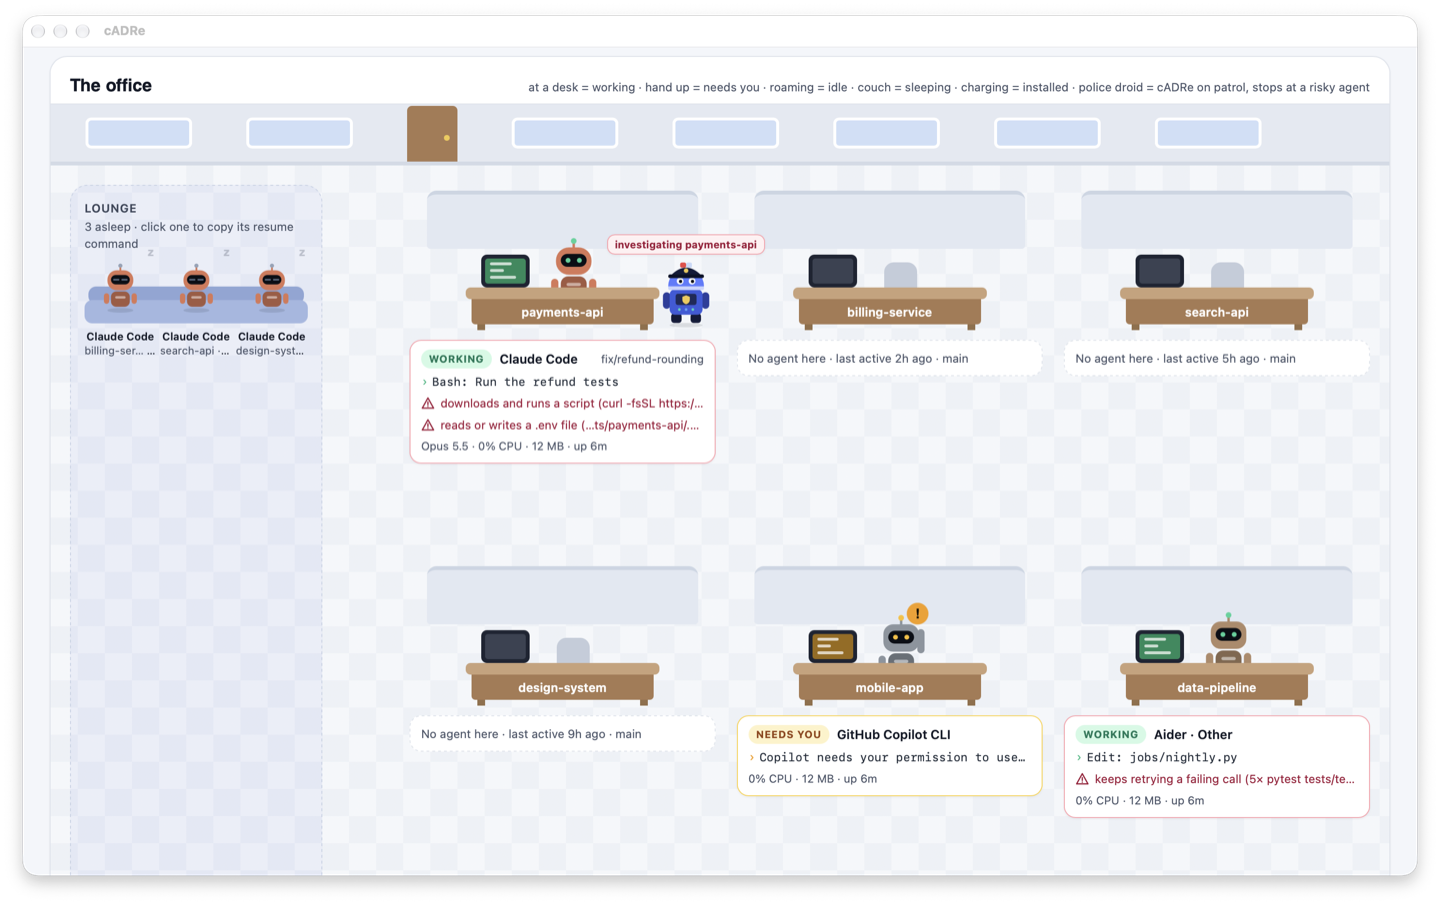 cADRe
The office
at a desk = working · hand up = needs you · roaming = idle · couch = sleeping · charging = installed · police droid = cADRe on patrol, stops at a risky agent
LOUNGE
3 asleep · click one to copy its resume
command
z z z
Claude Code Claude Code Claude Code
billing-ser... ... search-api ·... design-syst...
investigating payments-api
payments-api
WORKING Claude Code fix/refund-rounding
› Bash: Run the refund tests
downloads and runs a script (curl -fsSL https:/...
reads or writes a .env file (...ts/payments-api/....
Opus 5.5 · 0% CPU · 12 MB · up 6m
billing-service
No agent here · last active 2h ago · main
search-api
No agent here · last active 5h ago · main
design-system
No agent here · last active 9h ago · main
!
mobile-app
NEEDS YOU GitHub Copilot CLI
› Copilot needs your permission to use…
0% CPU · 12 MB · up 6m
data-pipeline
WORKING Aider · Other
› Edit: jobs/nightly.py
keeps retrying a failing call (5× pytest tests/te...
0% CPU · 12 MB · up 6m